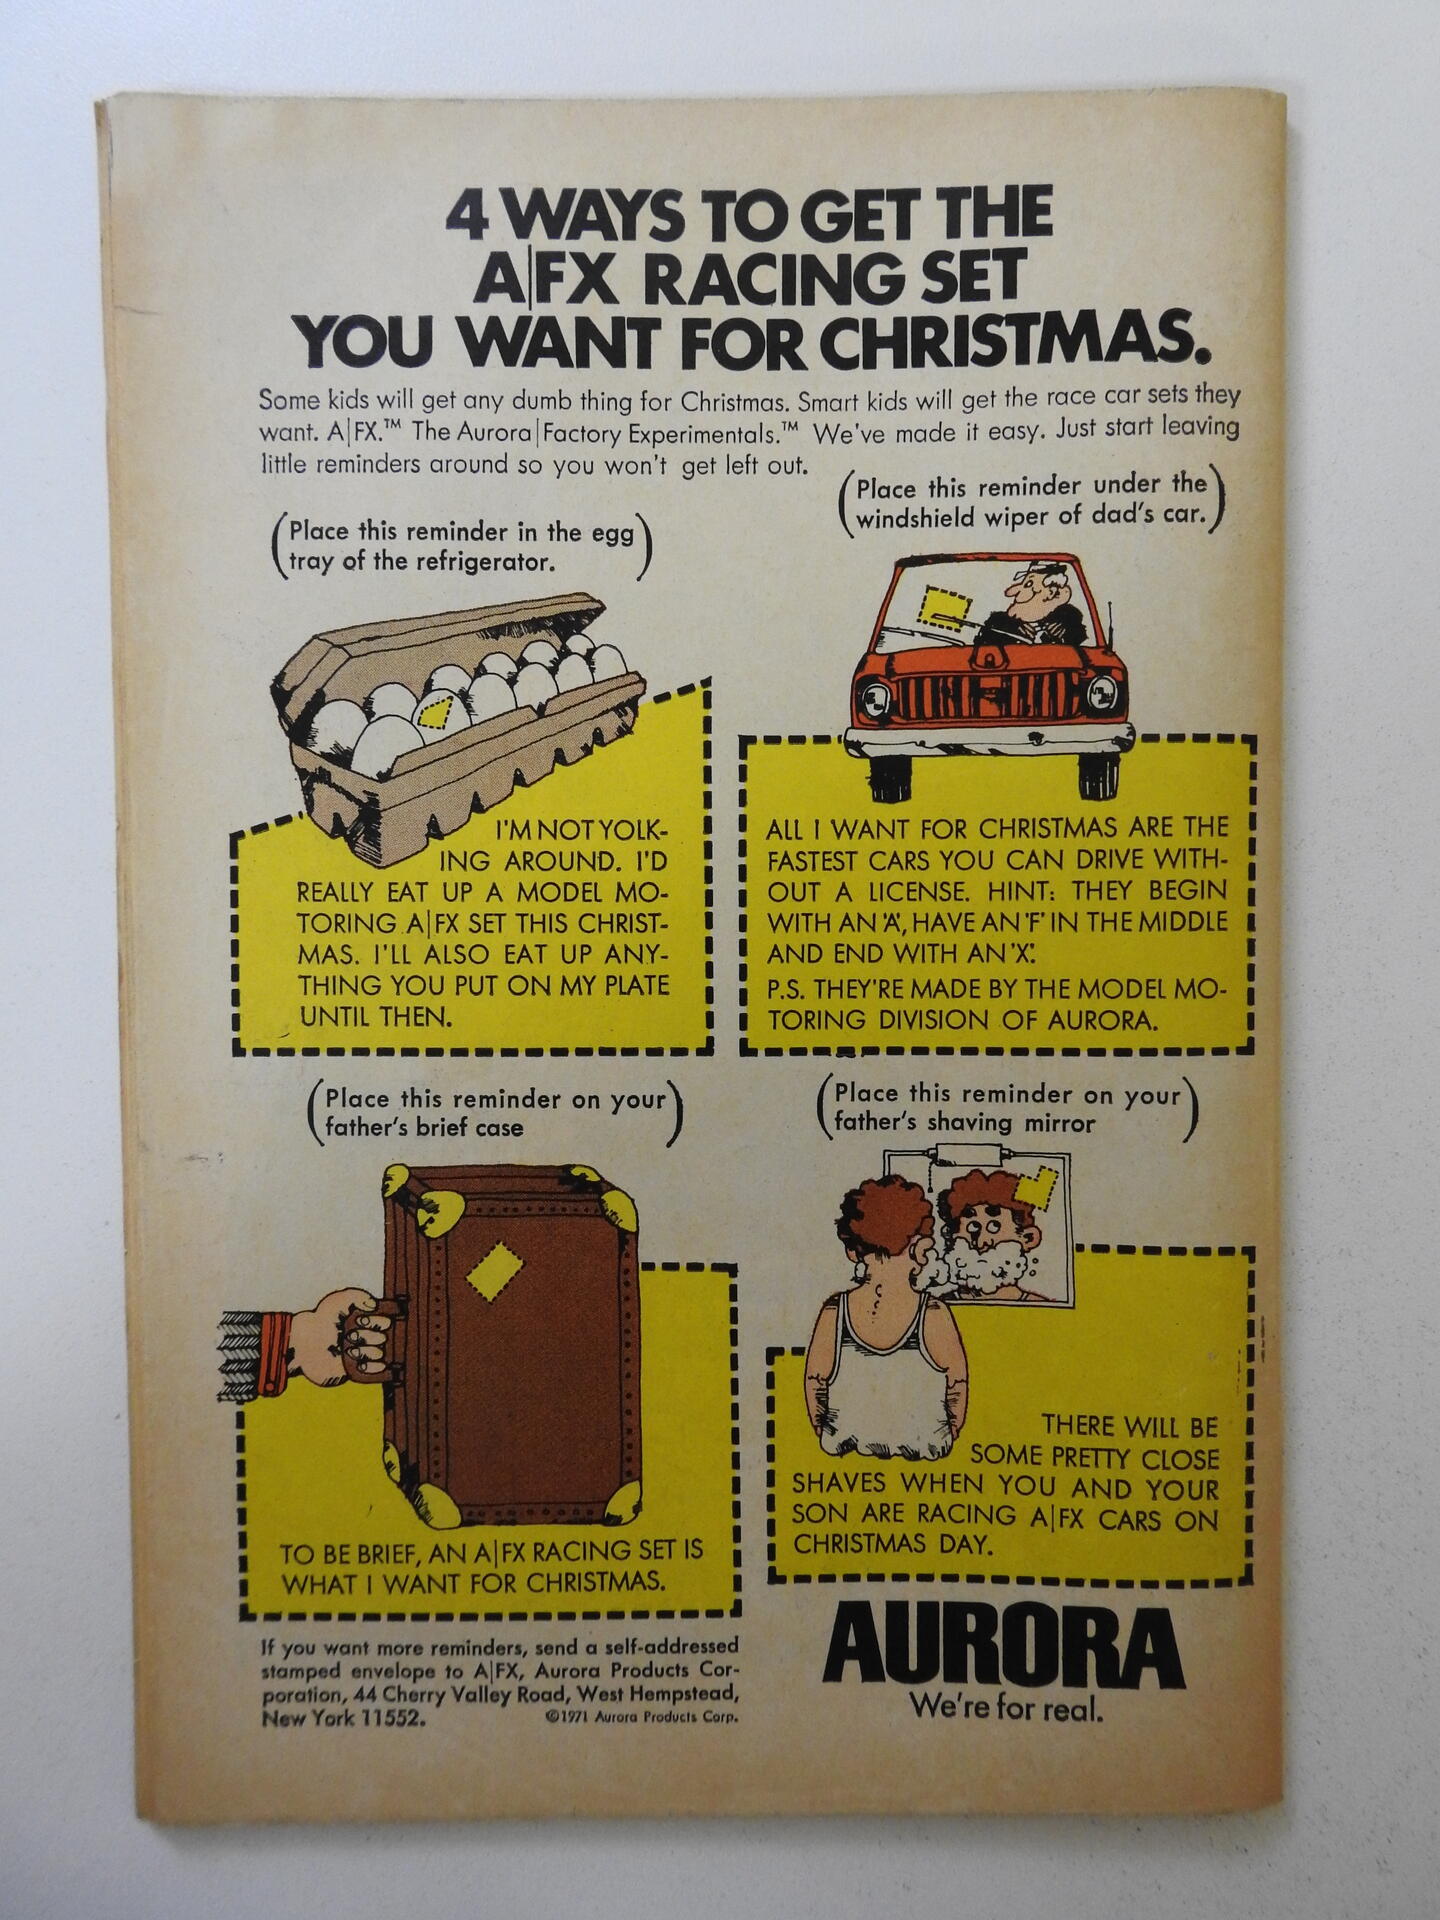 4 WAYS TO GET THE
A|FX RACING SET
YOU WANT FOR CHRISTMAS.
Some kids will get any dumb thing for Christmas. Smart kids will get the race car sets they
want. A|FX.™ The Aurora|Factory Experimentals.™ We've made it easy. Just start leaving
little reminders around so you won't get left out.
(Place this reminder in the egg
tray of the refrigerator.)
I'M NOT YOLK-
ING AROUND. I'D
REALLY EAT UP A MODEL MO-
TORING A|FX SET THIS CHRIST-
MAS. I'LL ALSO EAT UP ANY-
THING YOU PUT ON MY PLATE
UNTIL THEN.
(Place this reminder under the
windshield wiper of dad's car.)
ALL I WANT FOR CHRISTMAS ARE THE
FASTEST CARS YOU CAN DRIVE WITH-
OUT A LICENSE. HINT: THEY BEGIN
WITH AN 'A', HAVE AN 'F' IN THE MIDDLE
AND END WITH AN 'X'.
P.S. THEY'RE MADE BY THE MODEL MO-
TORING DIVISION OF AURORA.
(Place this reminder on your
father's brief case)
TO BE BRIEF, AN A|FX RACING SET IS
WHAT I WANT FOR CHRISTMAS.
(Place this reminder on your
father's shaving mirror)
THERE WILL BE
SOME PRETTY CLOSE
SHAVES WHEN YOU AND YOUR
SON ARE RACING A|FX CARS ON
CHRISTMAS DAY.
If you want more reminders, send a self-addressed
stamped envelope to A|FX, Aurora Products Cor-
poration, 44 Cherry Valley Road, West Hempstead,
New York 11552. ©1971 Aurora Products Corp.
AURORA
We're for real.